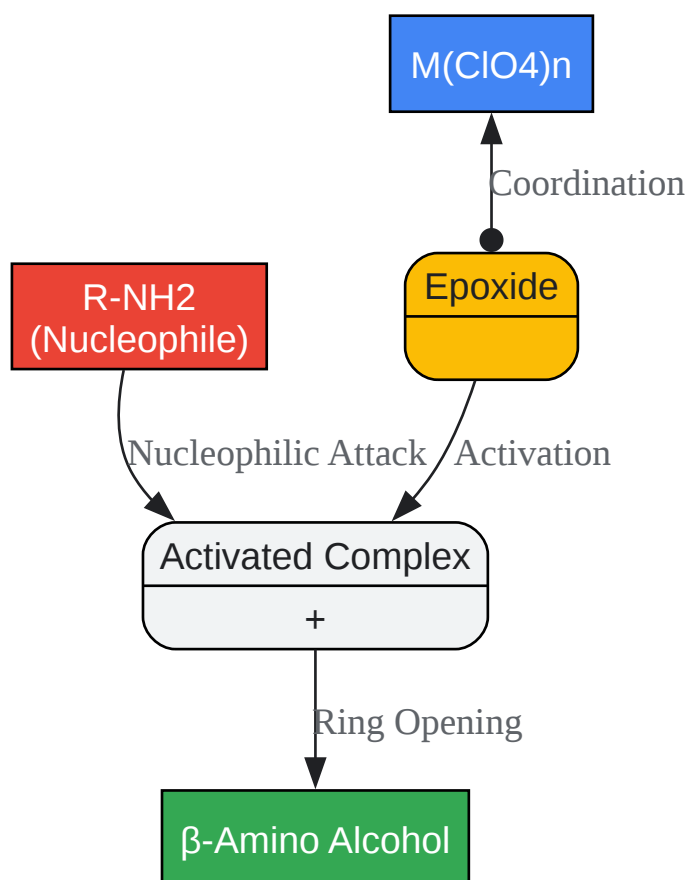 M(ClO4)n
Coordination
Epoxide
R-NH2
(Nucleophile)
Nucleophilic Attack
Activation
Activated Complex
+
Ring Opening
β-Amino Alcohol